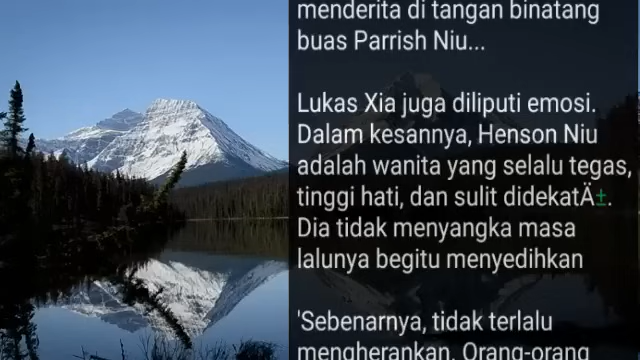 menderita di tangan binatang
buas Parrish Niu...
Lukas Xia juga diliputi emosi.
Dalam kesannya, Henson Niu
adalah wanita yang selalu tegas,
tinggi hati, dan sulit didekatÄ±.
Dia tidak menyangka masa
lalunya begitu menyedihkan
'Sebenarnya, tidak terlalu
mengherankan. Orang-orang